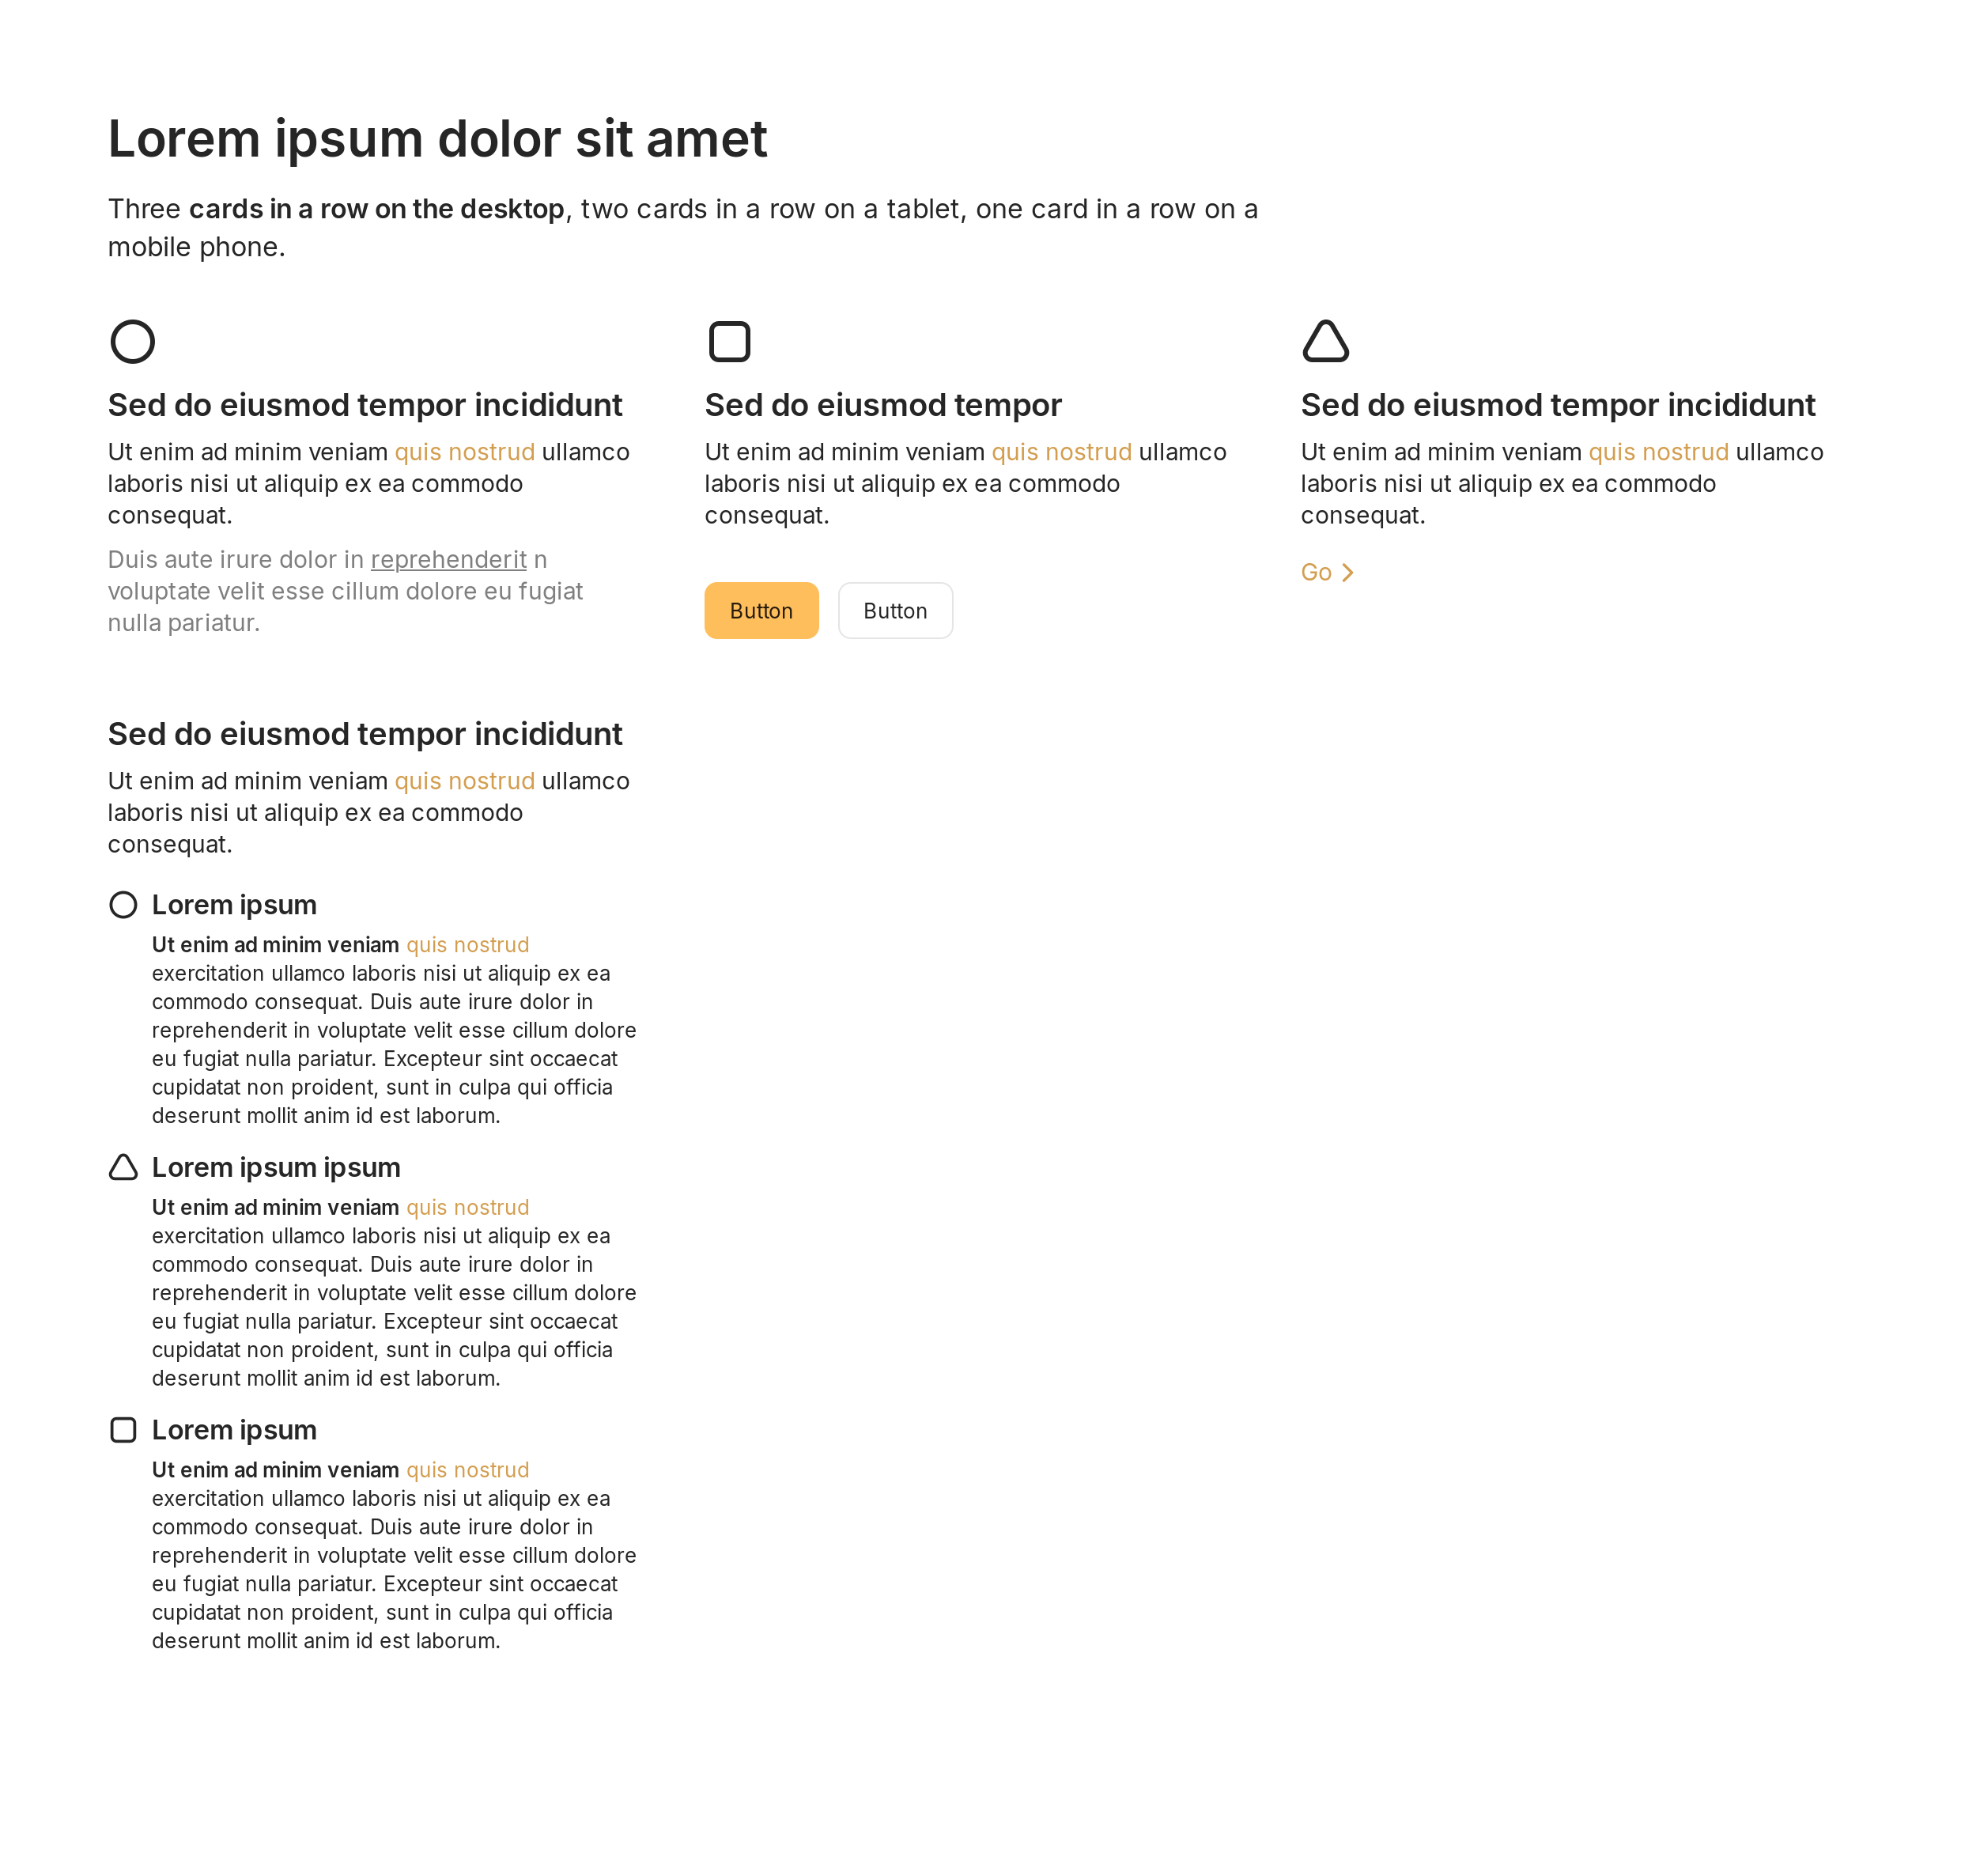 Lorem ipsum dolor sit amet
Three cards in a row on the desktop, two cards in a row on a tablet, one card in a row on a
mobile phone.
Sed do eiusmod tempor incididunt
Ut enim ad minim veniam quis nostrud ullamco
laboris nisi ut aliquip ex ea commodo
consequat.
Duis aute irure dolor in reprehenderit n
voluptate velit esse cillum dolore eu fugiat
nulla pariatur.
Sed do eiusmod tempor
Ut enim ad minim veniam quis nostrud ullamco
laboris nisi ut aliquip ex ea commodo
consequat.
Button
Button
Sed do eiusmod tempor incididunt
Ut enim ad minim veniam quis nostrud ullamco
laboris nisi ut aliquip ex ea commodo
consequat.
Go
Sed do eiusmod tempor incididunt
Ut enim ad minim veniam quis nostrud ullamco
laboris nisi ut aliquip ex ea commodo
consequat.
Lorem ipsum
Ut enim ad minim veniam quis nostrud
exercitation ullamco laboris nisi ut aliquip ex ea
commodo consequat. Duis aute irure dolor in
reprehenderit in voluptate velit esse cillum dolore
eu fugiat nulla pariatur. Excepteur sint occaecat
cupidatat non proident, sunt in culpa qui officia
deserunt mollit anim id est laborum.
Lorem ipsum ipsum
Ut enim ad minim veniam quis nostrud
exercitation ullamco laboris nisi ut aliquip ex ea
commodo consequat. Duis aute irure dolor in
reprehenderit in voluptate velit esse cillum dolore
eu fugiat nulla pariatur. Excepteur sint occaecat
cupidatat non proident, sunt in culpa qui officia
deserunt mollit anim id est laborum.
Lorem ipsum
Ut enim ad minim veniam quis nostrud
exercitation ullamco laboris nisi ut aliquip ex ea
commodo consequat. Duis aute irure dolor in
reprehenderit in voluptate velit esse cillum dolore
eu fugiat nulla pariatur. Excepteur sint occaecat
cupidatat non proident, sunt in culpa qui officia
deserunt mollit anim id est laborum.